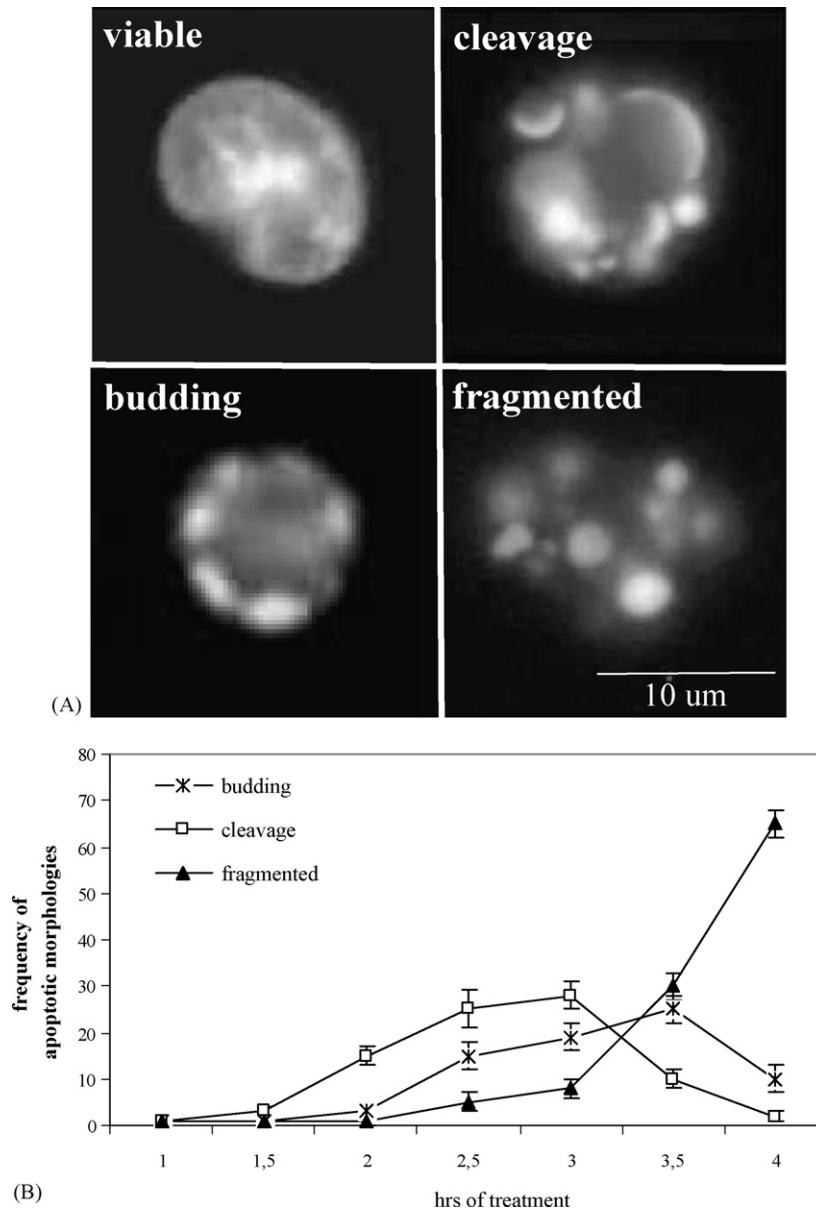 viable
cleavage
budding
fragmented
10 um
(A)
80
70
60
50
40
30
20
10
0
frequency of
apoptotic morphologies
budding
cleavage
fragmented
1
1,5
2
2,5
3
3,5
4
hrs of treatment
(B)